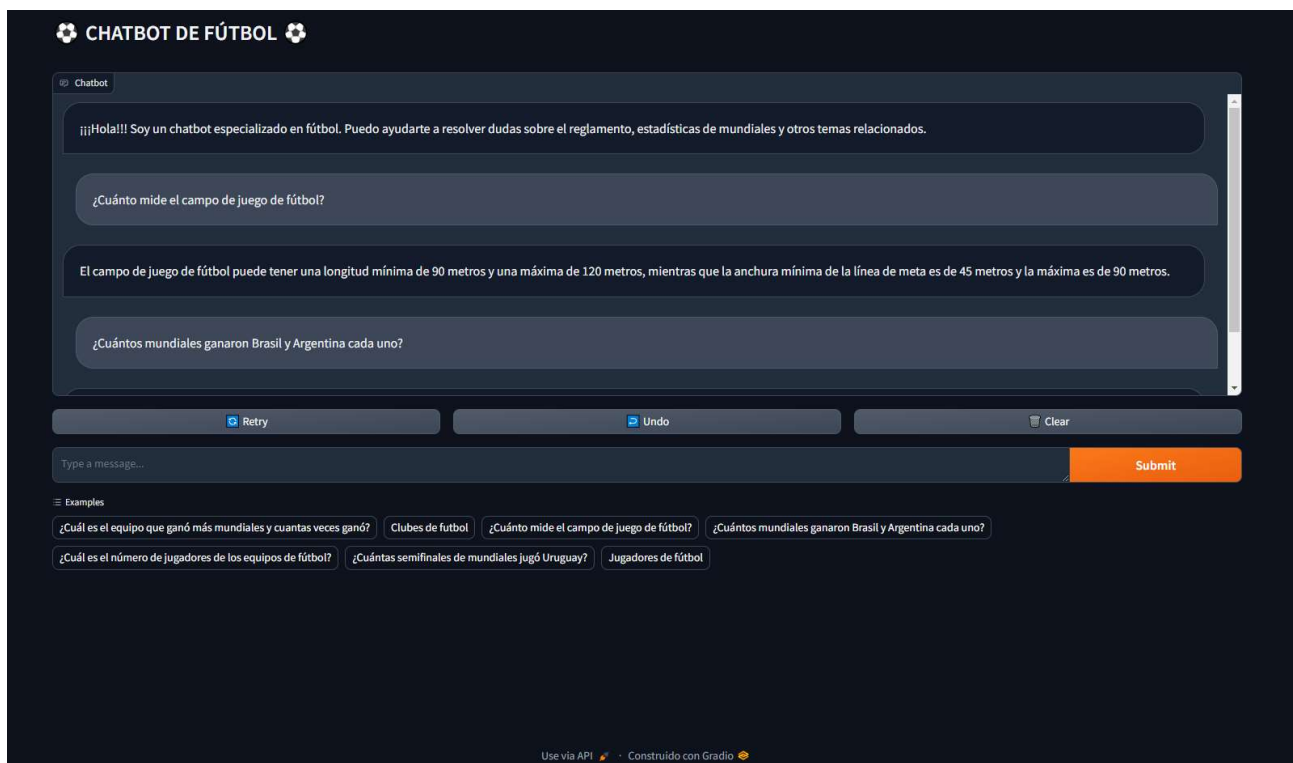 ⚽ CHATBOT DE FÚTBOL ⚽
Chatbot
¡¡¡Hola!!! Soy un chatbot especializado en fútbol. Puedo ayudarte a resolver dudas sobre el reglamento, estadísticas de mundiales y otros temas relacionados.
¿Cuánto mide el campo de juego de fútbol?
El campo de juego de fútbol puede tener una longitud mínima de 90 metros y una máxima de 120 metros, mientras que la anchura mínima de la línea de meta es de 45 metros y la máxima es de 90 metros.
¿Cuántos mundiales ganaron Brasil y Argentina cada uno?
Retry Undo Clear
Type a message... Submit
Examples
¿Cuál es el equipo que ganó más mundiales y cuantas veces ganó? Clubes de futbol ¿Cuánto mide el campo de juego de fútbol? ¿Cuántos mundiales ganaron Brasil y Argentina cada uno?
¿Cuál es el número de jugadores de los equipos de fútbol? ¿Cuántas semifinales de mundiales jugó Uruguay? Jugadores de fútbol
Use via API 🚀 · Construido con Gradio